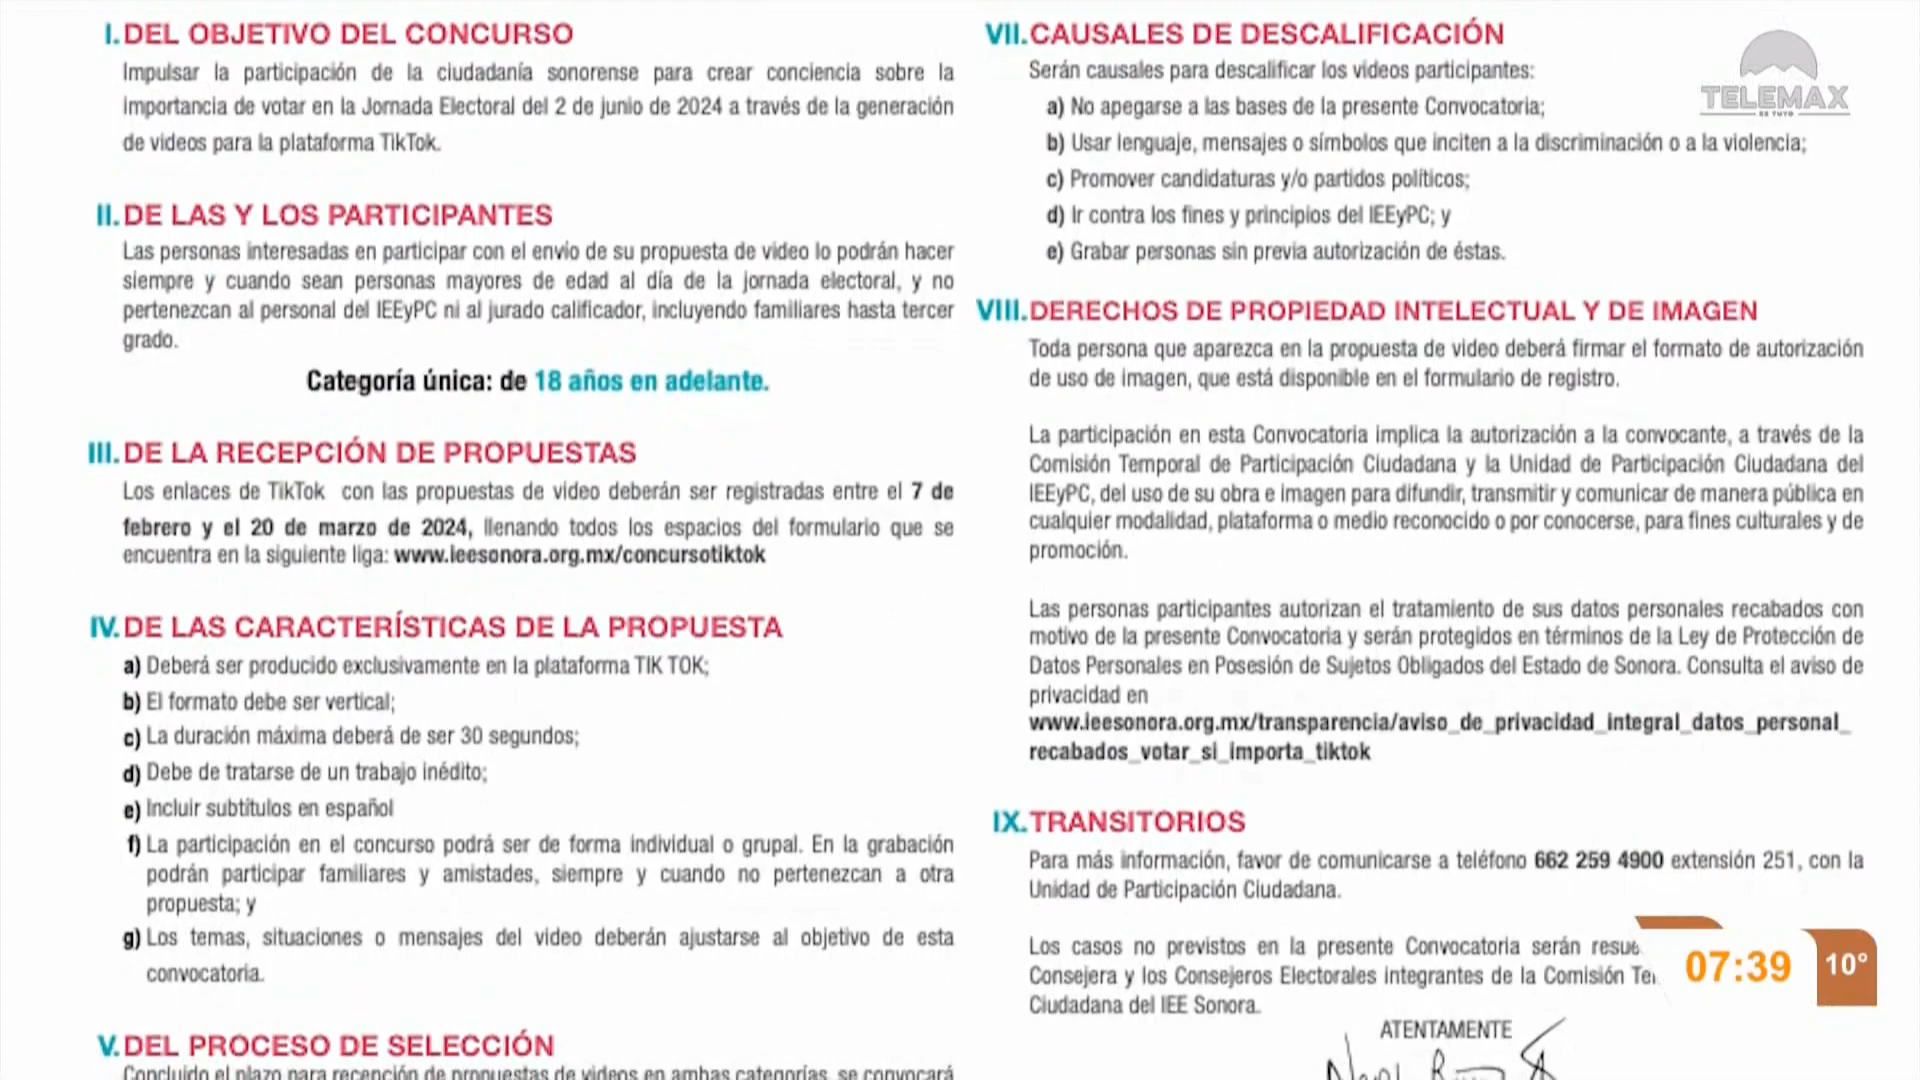 I. DEL OBJETIVO DEL CONCURSO
Impulsar la participación de la ciudadanía sonorense para crear conciencia sobre la
importancia de votar en la Jornada Electoral del 2 de junio de 2024 a través de la generación
de videos para la plataforma TikTok.
II. DE LAS Y LOS PARTICIPANTES
Las personas interesadas en participar con el envío de su propuesta de video lo podrán hacer
siempre y cuando sean personas mayores de edad al día de la jornada electoral, y no
pertenezcan al personal del IEEyPC ni al jurado calificador, incluyendo familiares hasta tercer
grado.
Categoría única: de 18 años en adelante.
III. DE LA RECEPCIÓN DE PROPUESTAS
Los enlaces de TikTok con las propuestas de video deberán ser registradas entre el 7 de
febrero y el 20 de marzo de 2024, llenando todos los espacios del formulario que se
encuentra en la siguiente liga: www.ieesonora.org.mx/concursotiktok
IV. DE LAS CARACTERÍSTICAS DE LA PROPUESTA
a) Deberá ser producido exclusivamente en la plataforma TIK TOK;
b) El formato debe ser vertical;
c) La duración máxima deberá de ser 30 segundos;
d) Debe de tratarse de un trabajo inédito;
e) Incluir subtítulos en español
f) La participación en el concurso podrá ser de forma individual o grupal. En la grabación
podrán participar familiares y amistades, siempre y cuando no pertenezcan a otra
propuesta; y
g) Los temas, situaciones o mensajes del video deberán ajustarse al objetivo de esta
convocatoria.
V. DEL PROCESO DE SELECCIÓN
Concluido el plazo para recepción de propuestas de videos en ambas categorías, se convocará
VII. CAUSALES DE DESCALIFICACIÓN
Serán causales para descalificar los videos participantes:
a) No apegarse a las bases de la presente Convocatoria;
b) Usar lenguaje, mensajes o símbolos que inciten a la discriminación o a la violencia;
c) Promover candidaturas y/o partidos políticos;
d) Ir contra los fines y principios del IEEyPC; y
e) Grabar personas sin previa autorización de éstas.
VIII. DERECHOS DE PROPIEDAD INTELECTUAL Y DE IMAGEN
Toda persona que aparezca en la propuesta de video deberá firmar el formato de autorización
de uso de imagen, que está disponible en el formulario de registro.
La participación en esta Convocatoria implica la autorización a la convocante, a través de la
Comisión Temporal de Participación Ciudadana y la Unidad de Participación Ciudadana del
IEEyPC, del uso de su obra e imagen para difundir, transmitir y comunicar de manera pública en
cualquier modalidad, plataforma o medio reconocido o por conocerse, para fines culturales y de
promoción.
Las personas participantes autorizan el tratamiento de sus datos personales recabados con
motivo de la presente Convocatoria y serán protegidos en términos de la Ley de Protección de
Datos Personales en Posesión de Sujetos Obligados del Estado de Sonora. Consulta el aviso de
privacidad en
www.ieesonora.org.mx/transparencia/aviso_de_privacidad_integral_datos_personal_
recabados_votar_si_importa_tiktok
IX. TRANSITORIOS
Para más información, favor de comunicarse a teléfono 662 259 4900 extensión 251, con la
Unidad de Participación Ciudadana.
Los casos no previstos en la presente Convocatoria serán
Consejera y los Consejeros Electorales integrantes de la Comisión
Ciudadana del IEE Sonora.
ATENTAMENTE
TELEMAX
ES TUYO
07:39
10°